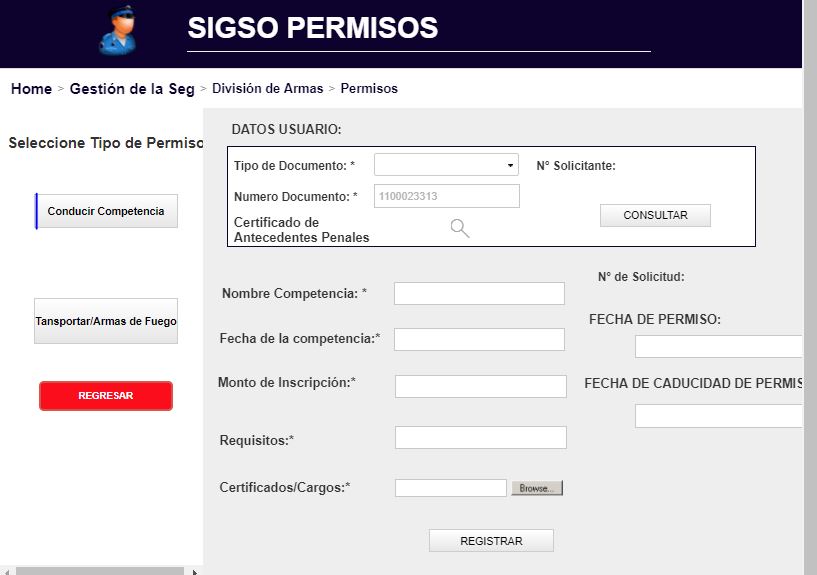 SIGSO PERMISOS
Home > Gestión de la Seg > División de Armas > Permisos
Seleccione Tipo de Permiso
Conducir Competencia
Tansportar/Armas de Fuego
REGRESAR
DATOS USUARIO:
Tipo de Documento: * N° Solicitante:
Numero Documento: * 1100023313
Certificado de
Antecedentes Penales
CONSULTAR
N° de Solicitud:
Nombre Competencia: *
FECHA DE PERMISO:
Fecha de la competencia:*
Monto de Inscripción:* FECHA DE CADUCIDAD DE PERMIS
Requisitos:*
Certificados/Cargos:* Browse...
REGISTRAR